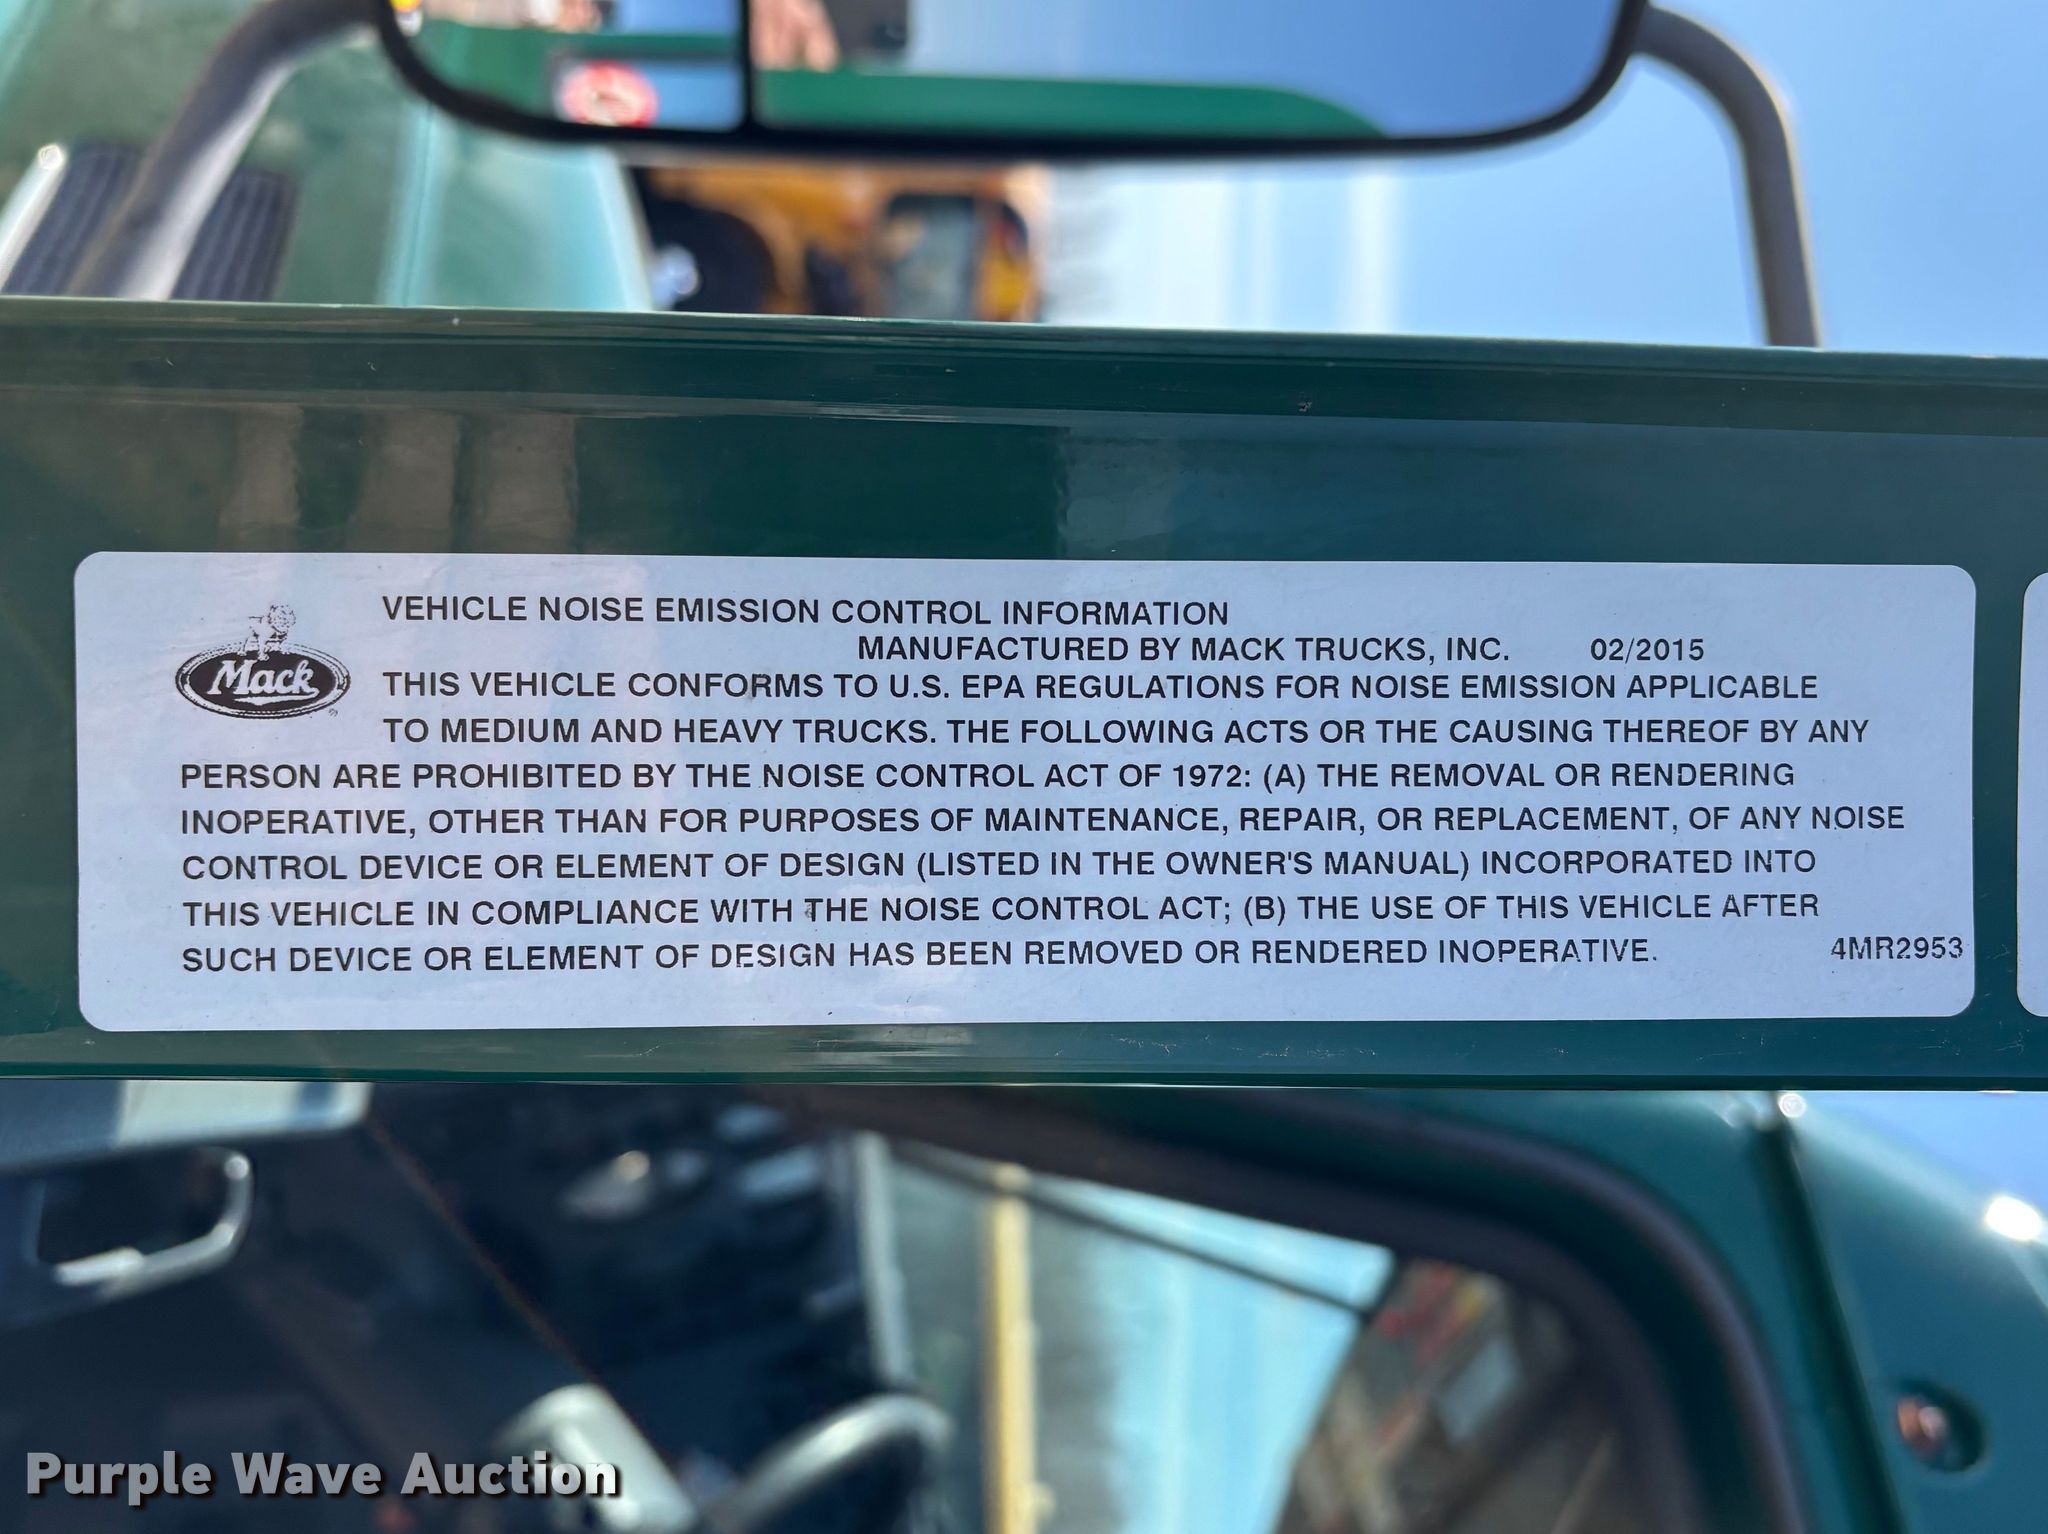 VEHICLE NOISE EMISSION CONTROL INFORMATION
MANUFACTURED BY MACK TRUCKS, INC. 02/2015
Mack
THIS VEHICLE CONFORMS TO U.S. EPA REGULATIONS FOR NOISE EMISSION APPLICABLE
TO MEDIUM AND HEAVY TRUCKS. THE FOLLOWING ACTS OR THE CAUSING THEREOF BY ANY
PERSON ARE PROHIBITED BY THE NOISE CONTROL ACT OF 1972: (A) THE REMOVAL OR RENDERING
INOPERATIVE, OTHER THAN FOR PURPOSES OF MAINTENANCE, REPAIR, OR REPLACEMENT, OF ANY NOISE
CONTROL DEVICE OR ELEMENT OF DESIGN (LISTED IN THE OWNER'S MANUAL) INCORPORATED INTO
THIS VEHICLE IN COMPLIANCE WITH THE NOISE CONTROL ACT; (B) THE USE OF THIS VEHICLE AFTER
SUCH DEVICE OR ELEMENT OF DESIGN HAS BEEN REMOVED OR RENDERED INOPERATIVE. 4MR2953
Purple Wave Auction